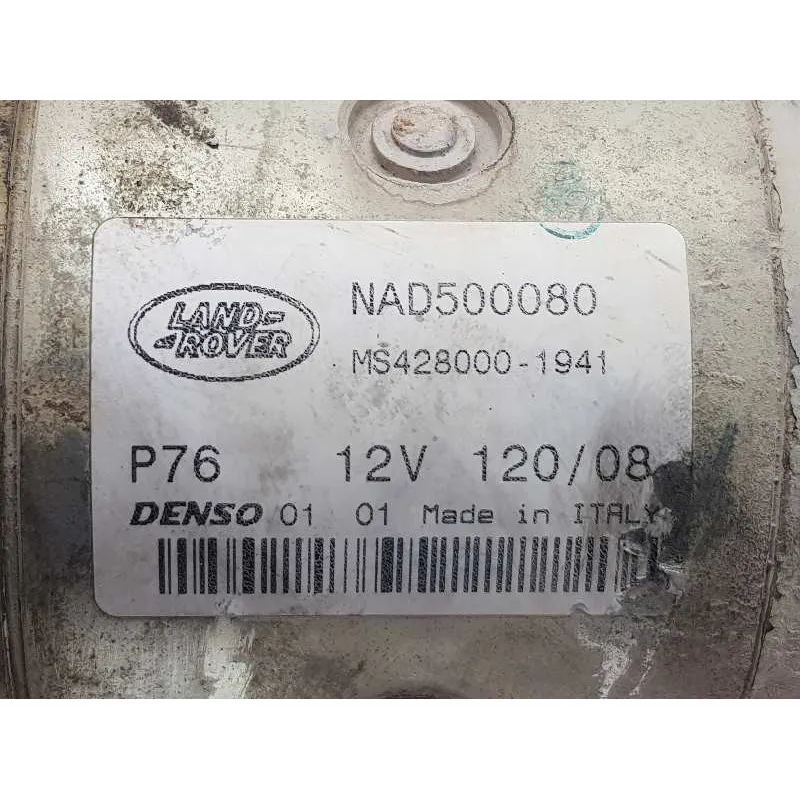 LAND-
-ROVER
NAD500080
MS428000-1941
P76 12V 120/08
DENSO 01 01 Made in ITALY